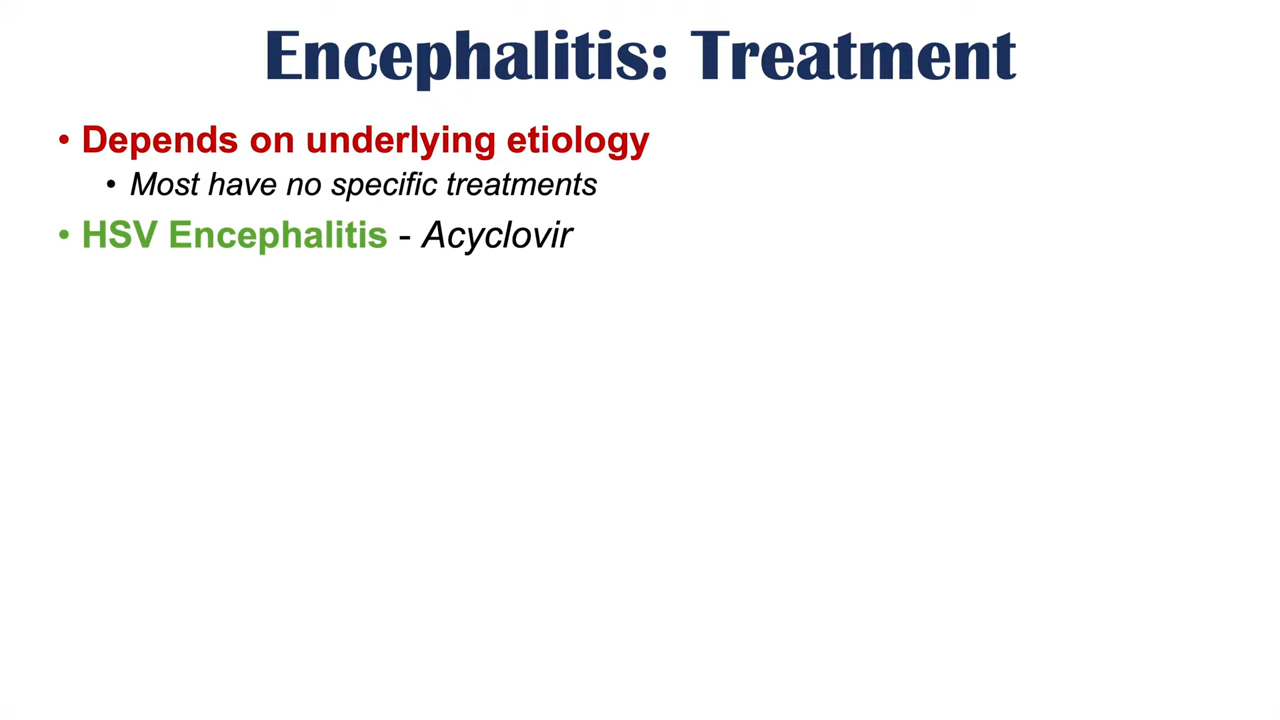 Encephalitis: Treatment
• Depends on underlying etiology
• Most have no specific treatments
• HSV Encephalitis - Acyclovir